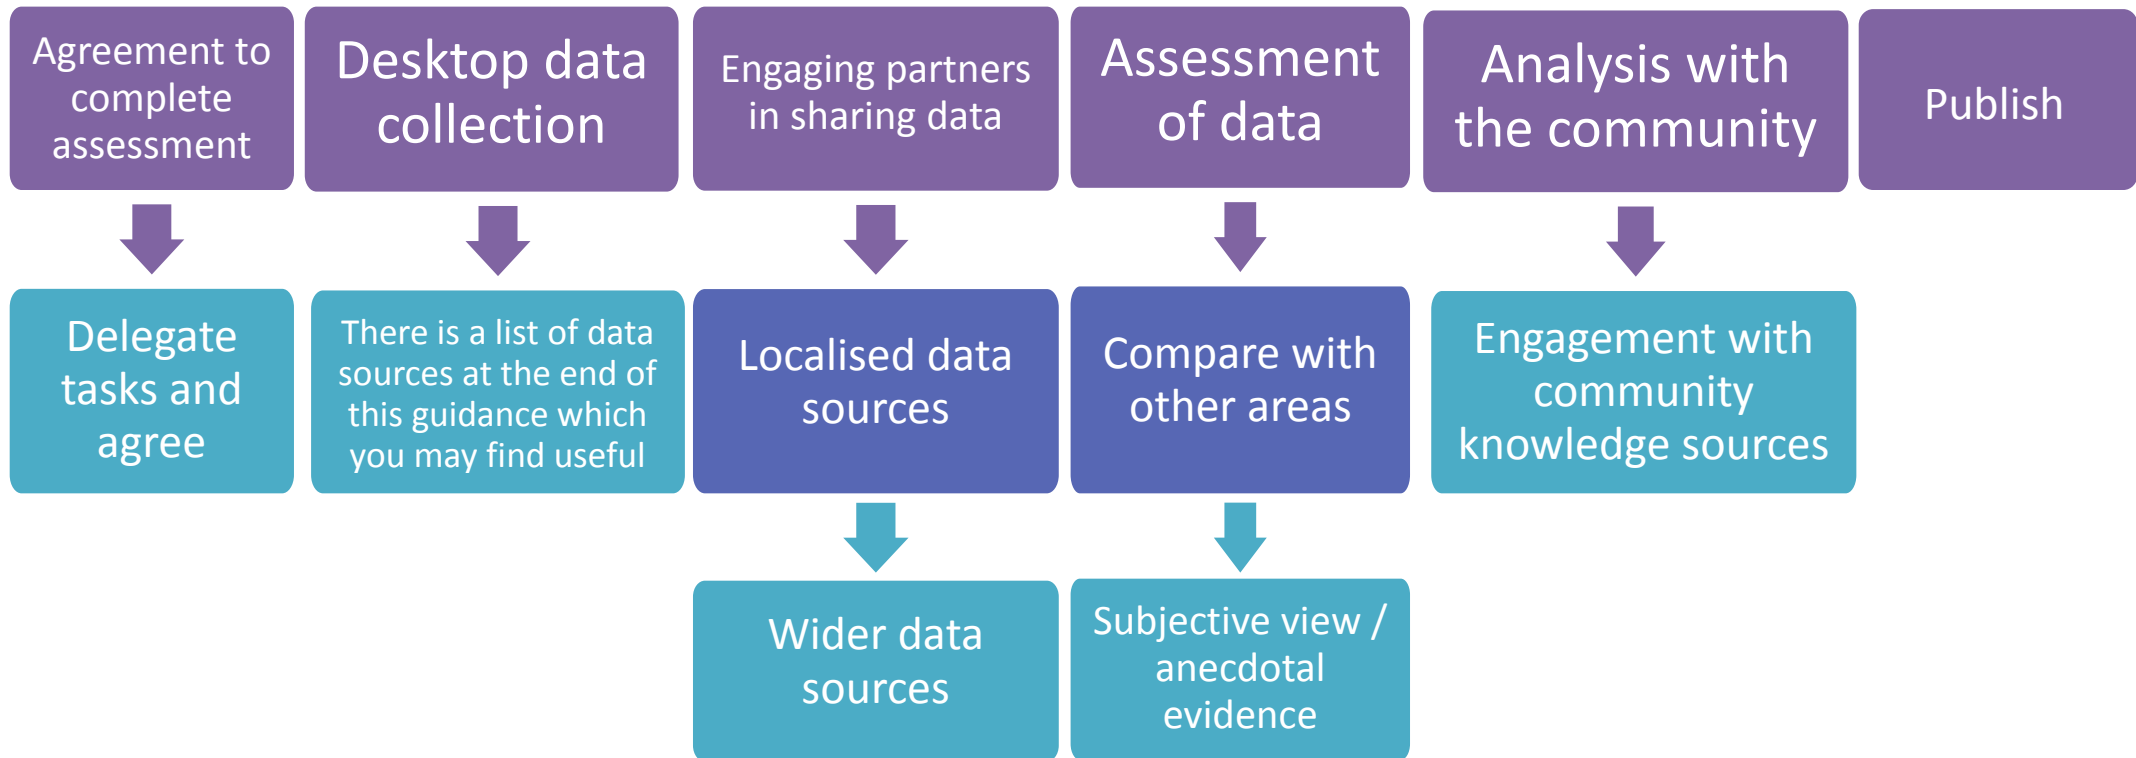 Agreement to
complete
assessment
Desktop data
collection
Engaging partners
in sharing data
Assessment
of data
Analysis with
the community
Publish
Delegate
tasks and
agree
There is a list of data
sources at the end of
this guidance which
you may find useful
Localised data
sources
Compare with
other areas
Engagement with
community
knowledge sources
Wider data
sources
Subjective view /
anecdotal
evidence